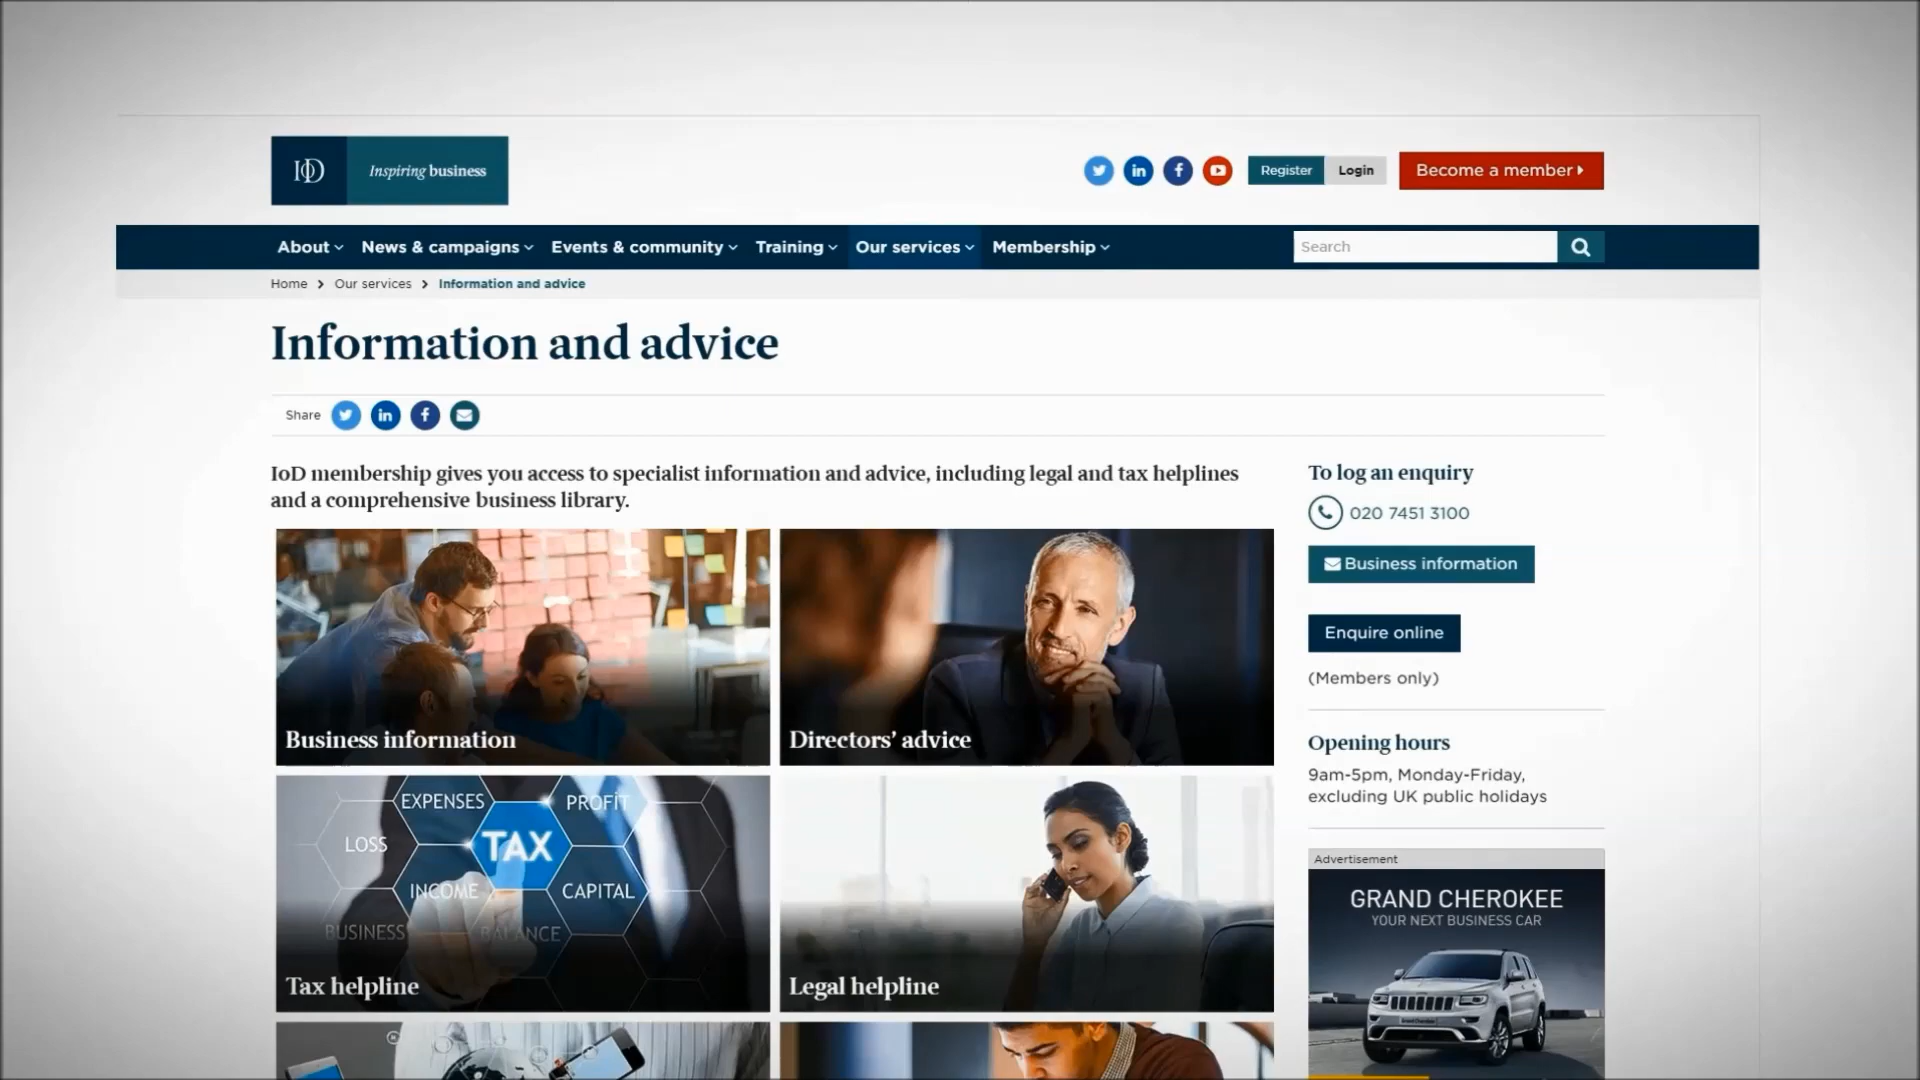 IOD Inspiring business
Register Login Become a member
About News & campaigns Events & community Training Our services Membership Search
Home Our services Information and advice
Information and advice
Share
IoD membership gives you access to specialist information and advice, including legal and tax helplines
and a comprehensive business library.
Business information
Directors' advice
EXPENSES PROFIT
LOSS TAX
INCOME CAPITAL
BUSINESS BALANCE
Tax helpline
Legal helpline
To log an enquiry
020 7451 3100
Business information
Enquire online
(Members only)
Opening hours
9am-5pm, Monday-Friday,
excluding UK public holidays
Advertisement
GRAND CHEROKEE
YOUR NEXT BUSINESS CAR